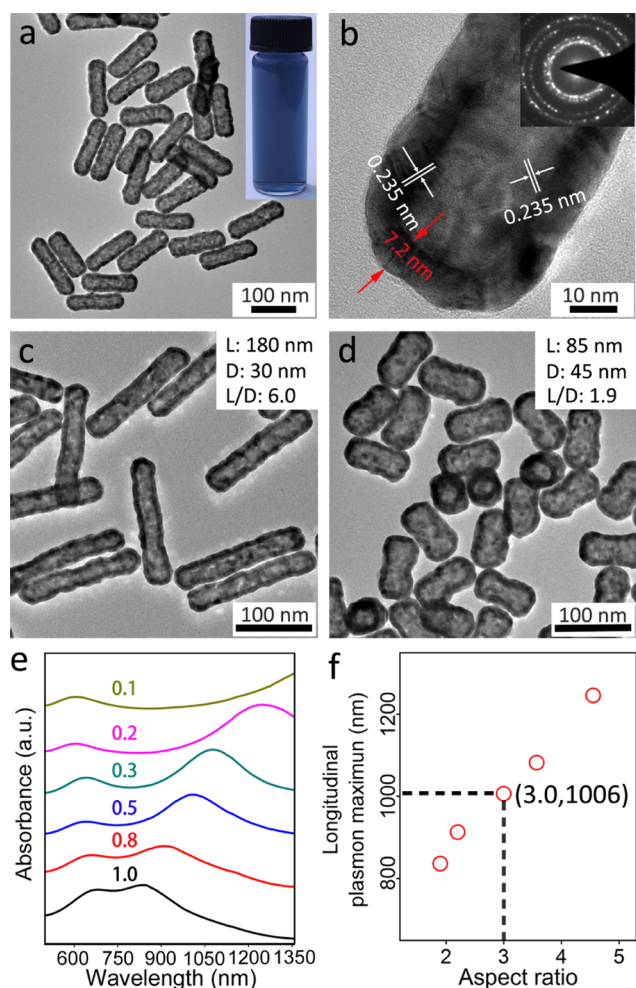 a
100 nm
b
0.235 nm
0.235 nm
7.2 nm
10 nm
c
L: 180 nm
D: 30 nm
L/D: 6.0
100 nm
d
L: 85 nm
D: 45 nm
L/D: 1.9
100 nm
e
0.1
0.2
0.3
0.5
0.8
1.0
Absorbance (a.u.)
600 750 900 1050 1200 1350
Wavelength (nm)
f
Longitudinal
plasmon maximun (nm)
1200
1000
800
(3.0,1006)
2 3 4 5
Aspect ratio